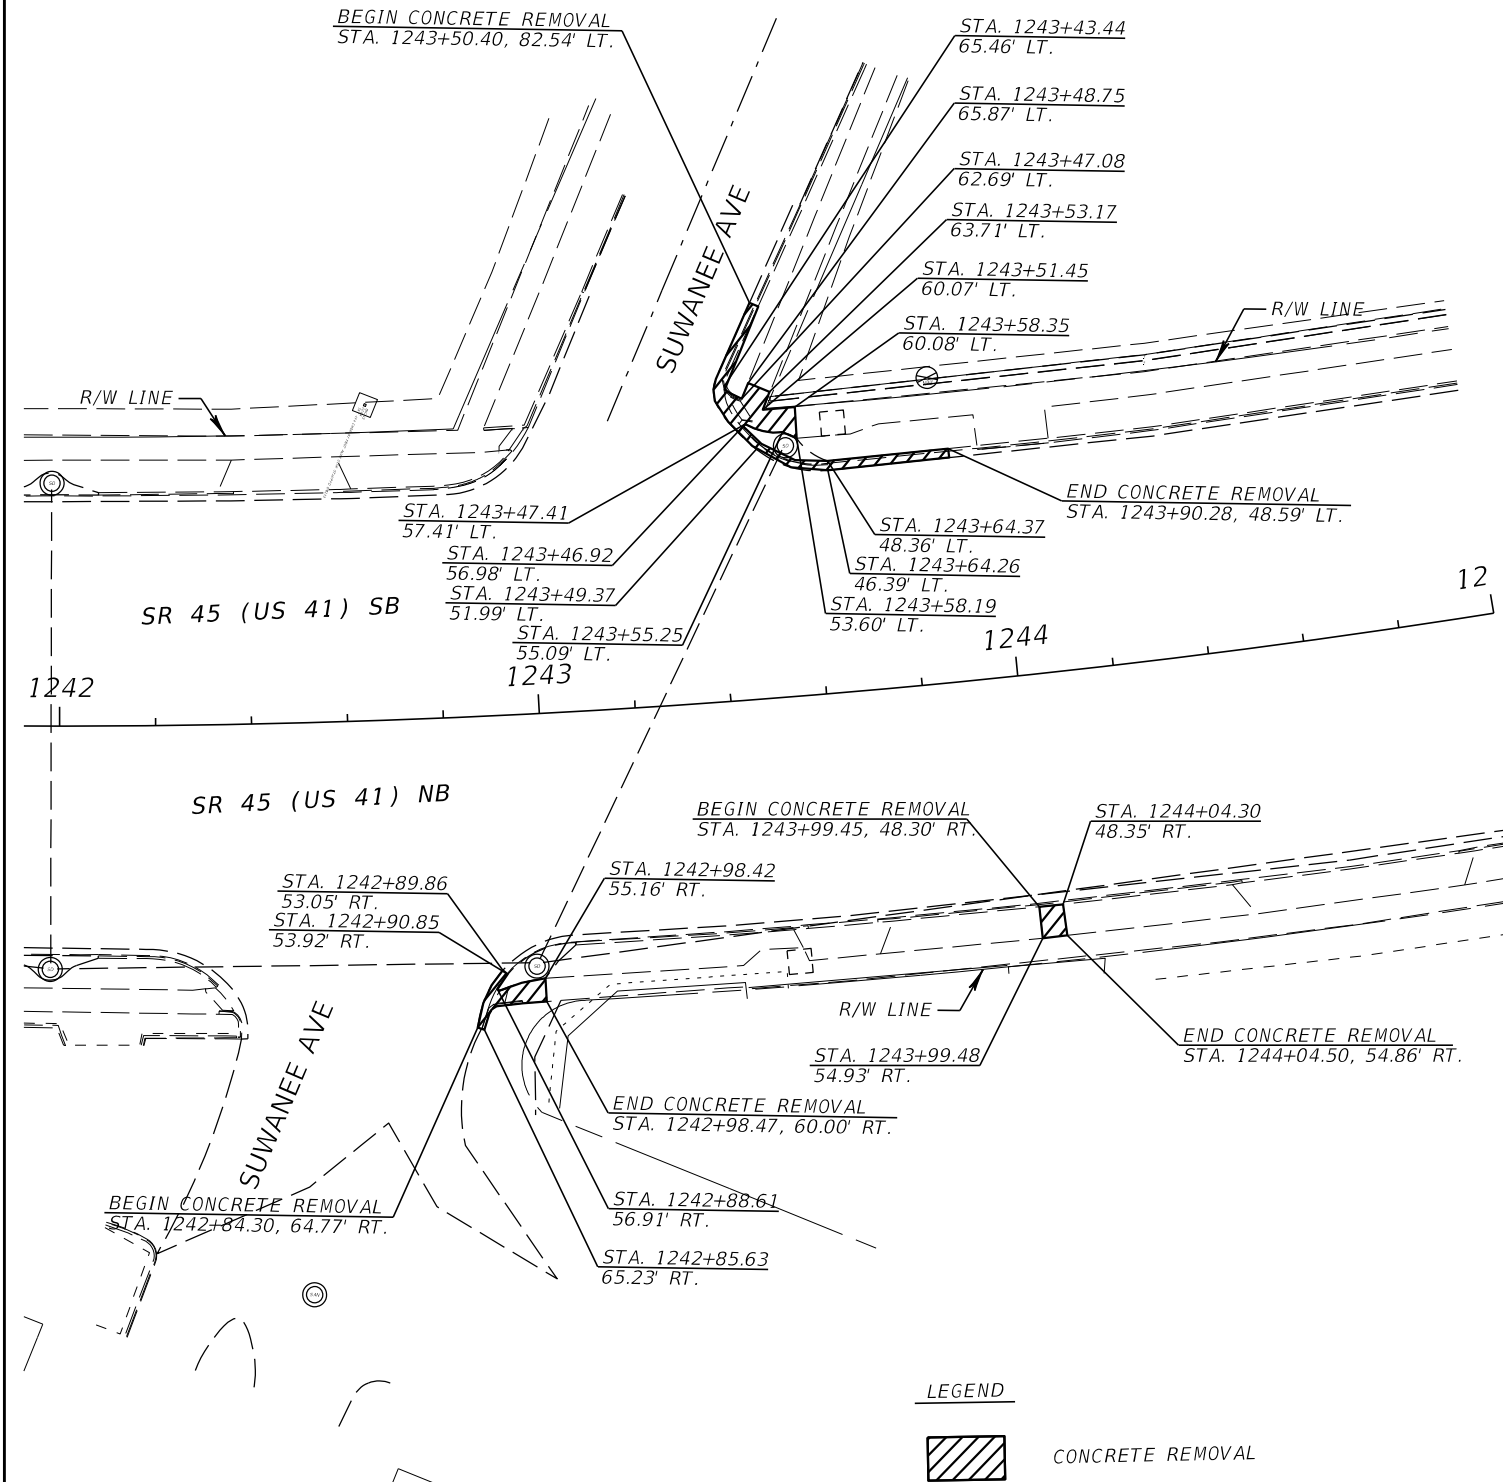 BEGIN CONCRETE REMOVAL
STA. 1243+50.40, 82.54' LT.
STA. 1243+43.44
65.46' LT.
STA. 1243+48.75
65.87' LT.
STA. 1243+47.08
62.69' LT.
STA. 1243+53.17
63.71' LT.
STA. 1243+51.45
60.07' LT.
STA. 1243+58.35
60.08' LT.
SUWANEE AVE
R/W LINE
R/W LINE
END CONCRETE REMOVAL
STA. 1243+90.28, 48.59' LT.
STA. 1243+47.41
57.41' LT.
STA. 1243+46.92
56.98' LT.
STA. 1243+49.37
51.99' LT.
STA. 1243+55.25
55.09' LT.
STA. 1243+64.37
48.36' LT.
STA. 1243+64.26
46.39' LT.
STA. 1243+58.19
53.60' LT.
SR 45 (US 41) SB
1242
1243
1244
12
SR 45 (US 41) NB
BEGIN CONCRETE REMOVAL
STA. 1243+99.45, 48.30' RT.
STA. 1244+04.30
48.35' RT.
STA. 1242+98.42
55.16' RT.
STA. 1242+89.86
53.05' RT.
STA. 1242+90.85
53.92' RT.
R/W LINE
END CONCRETE REMOVAL
STA. 1244+04.50, 54.86' RT.
STA. 1243+99.48
54.93' RT.
SUWANEE AVE
END CONCRETE REMOVAL
STA. 1242+98.47, 60.00' RT.
BEGIN CONCRETE REMOVAL
STA. 1242+84.30, 64.77' RT.
STA. 1242+88.61
56.91' RT.
STA. 1242+85.63
65.23' RT.
LEGEND
CONCRETE REMOVAL